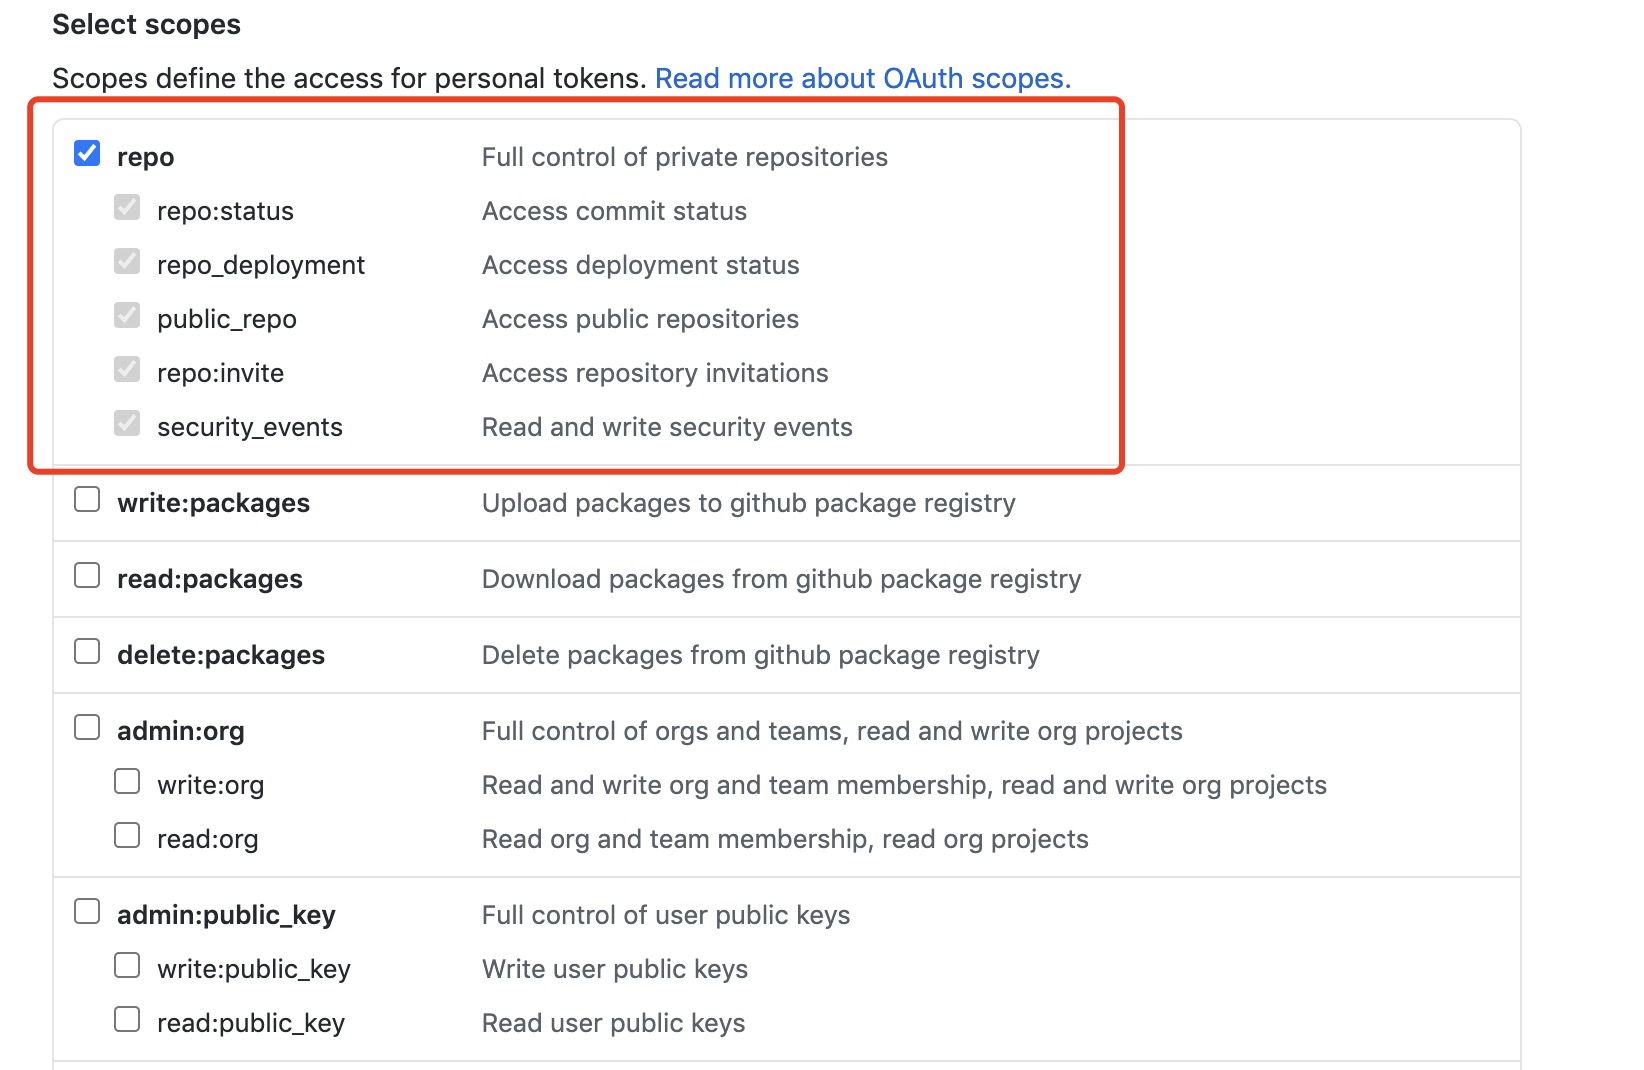 Select scopes
Scopes define the access for personal tokens. Read more about OAuth scopes.
repo Full control of private repositories
repo:status Access commit status
repo_deployment Access deployment status
public_repo Access public repositories
repo:invite Access repository invitations
security_events Read and write security events
write:packages Upload packages to github package registry
read:packages Download packages from github package registry
delete:packages Delete packages from github package registry
admin:org Full control of orgs and teams, read and write org projects
write:org Read and write org and team membership, read and write org projects
read:org Read org and team membership, read org projects
admin:public_key Full control of user public keys
write:public_key Write user public keys
read:public_key Read user public keys